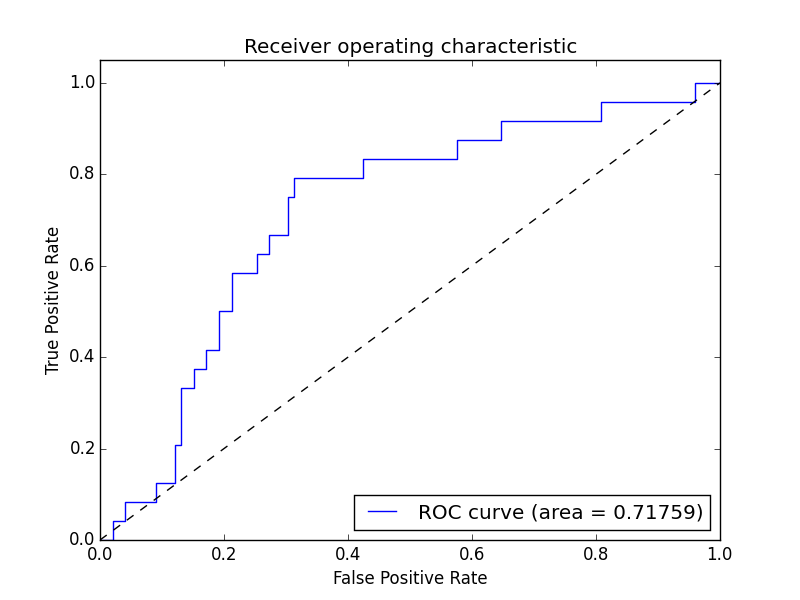 Receiver operating characteristic
True Positive Rate
1.0
0.8
0.6
0.4
0.2
0.0
ROC curve (area = 0.71759)
0.0 0.2 0.4 0.6 0.8 1.0
False Positive Rate